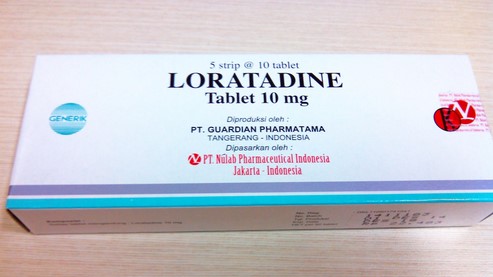 5 strip @ 10 tablet
LORATADINE
Tablet 10 mg
GENERIK
Diproduksi oleh :
PT. GUARDIAN PHARMATAMA
TANGERANG - INDONESIA
Dipasarkan oleh :
PT. Nulab Pharmaceutical Indonesia
Jakarta - Indonesia